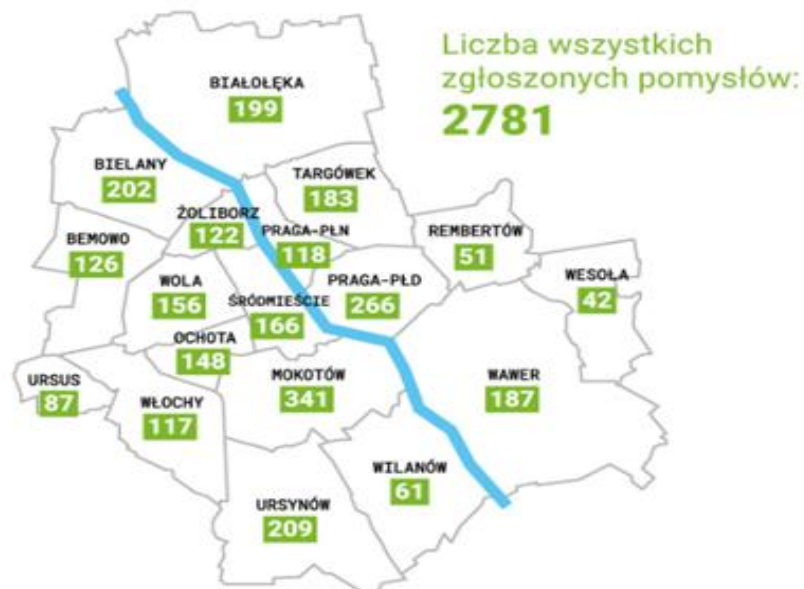 Liczba wszystkich
zgłoszonych pomysłów:
2781
BIAŁOŁĘKA
199
BIELANY
202
TARGÓWEK
183
ŻOLIBORZ
122
PRAGA-PŁN
118
REMBERTÓW
51
BEMOWO
126
WESOŁA
42
WOLA
156
PRAGA-PŁD
266
ŚRÓDMIEŚCIE
166
OCHOTA
148
URSUS
87
MOKOTÓW
341
WAWER
187
WŁOCHY
117
WILANÓW
61
URSYNÓW
209